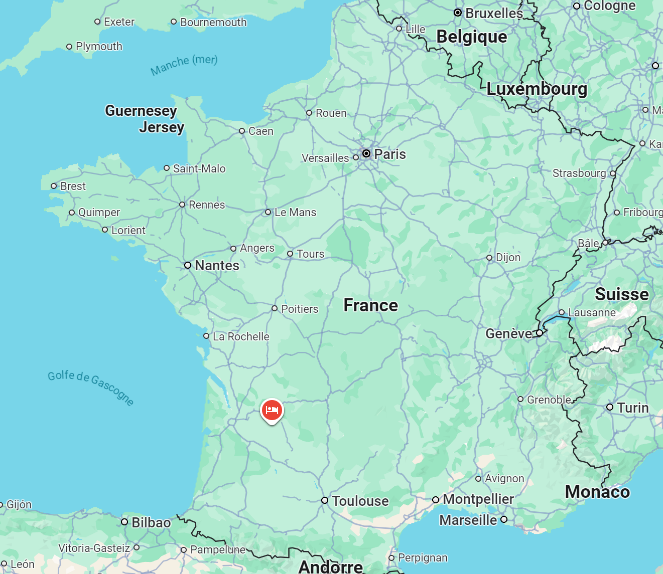 Exeter
Bournemouth
Bruxelles
Cologne
Plymouth
Lille
Belgique
Manche (mer)
Luxembourg
Guernesey
Jersey
Rouen
Caen
Versailles
Paris
Saint-Malo
Strasbourg
Brest
Rennes
Le Mans
Quimper
Fribourg
Lorient
Angers
Tours
Dijon
Bâle
Nantes
Suisse
Poitiers
France
Lausanne
La Rochelle
Genève
Golfe de Gascogne
Grenoble
Turin
Avignon
Gijón
Toulouse
Montpellier
Monaco
Bilbao
Marseille
Vitoria-Gasteiz
Pampelune
Perpignan
León
Andorre